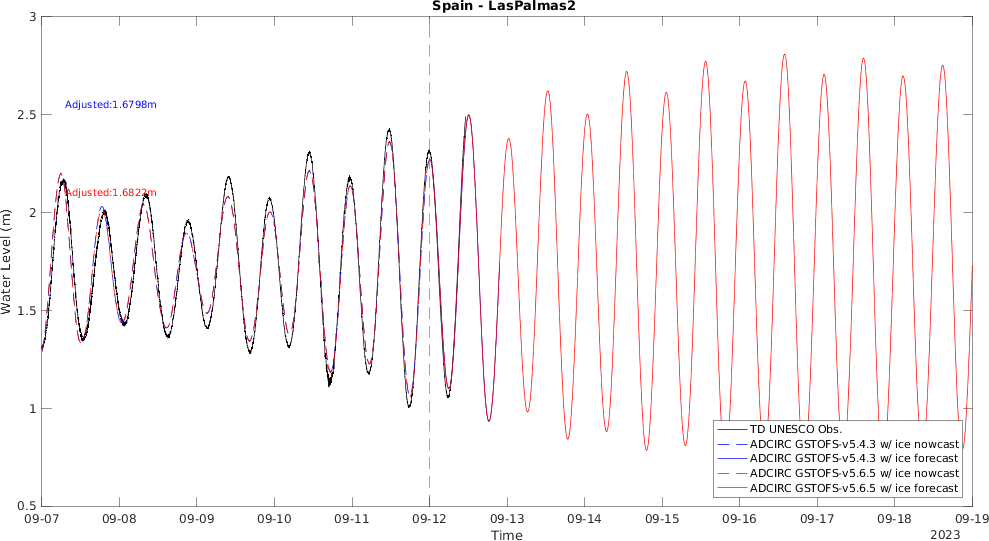 Spain - LasPalmas2
3
2.5
2
1.5
1
0.5
Water Level (m)
Adjusted:1.6798m
Adjusted:1.6822m
TD UNESCO Obs.
ADCIRC GSTOFS-v5.4.3 w/ ice nowcast
ADCIRC GSTOFS-v5.4.3 w/ ice forecast
ADCIRC GSTOFS-v5.6.5 w/ ice nowcast
ADCIRC GSTOFS-v5.6.5 w/ ice forecast
09-07 09-08 09-09 09-10 09-11 09-12 09-13 09-14 09-15 09-16 09-17 09-18 09-19
Time
2023